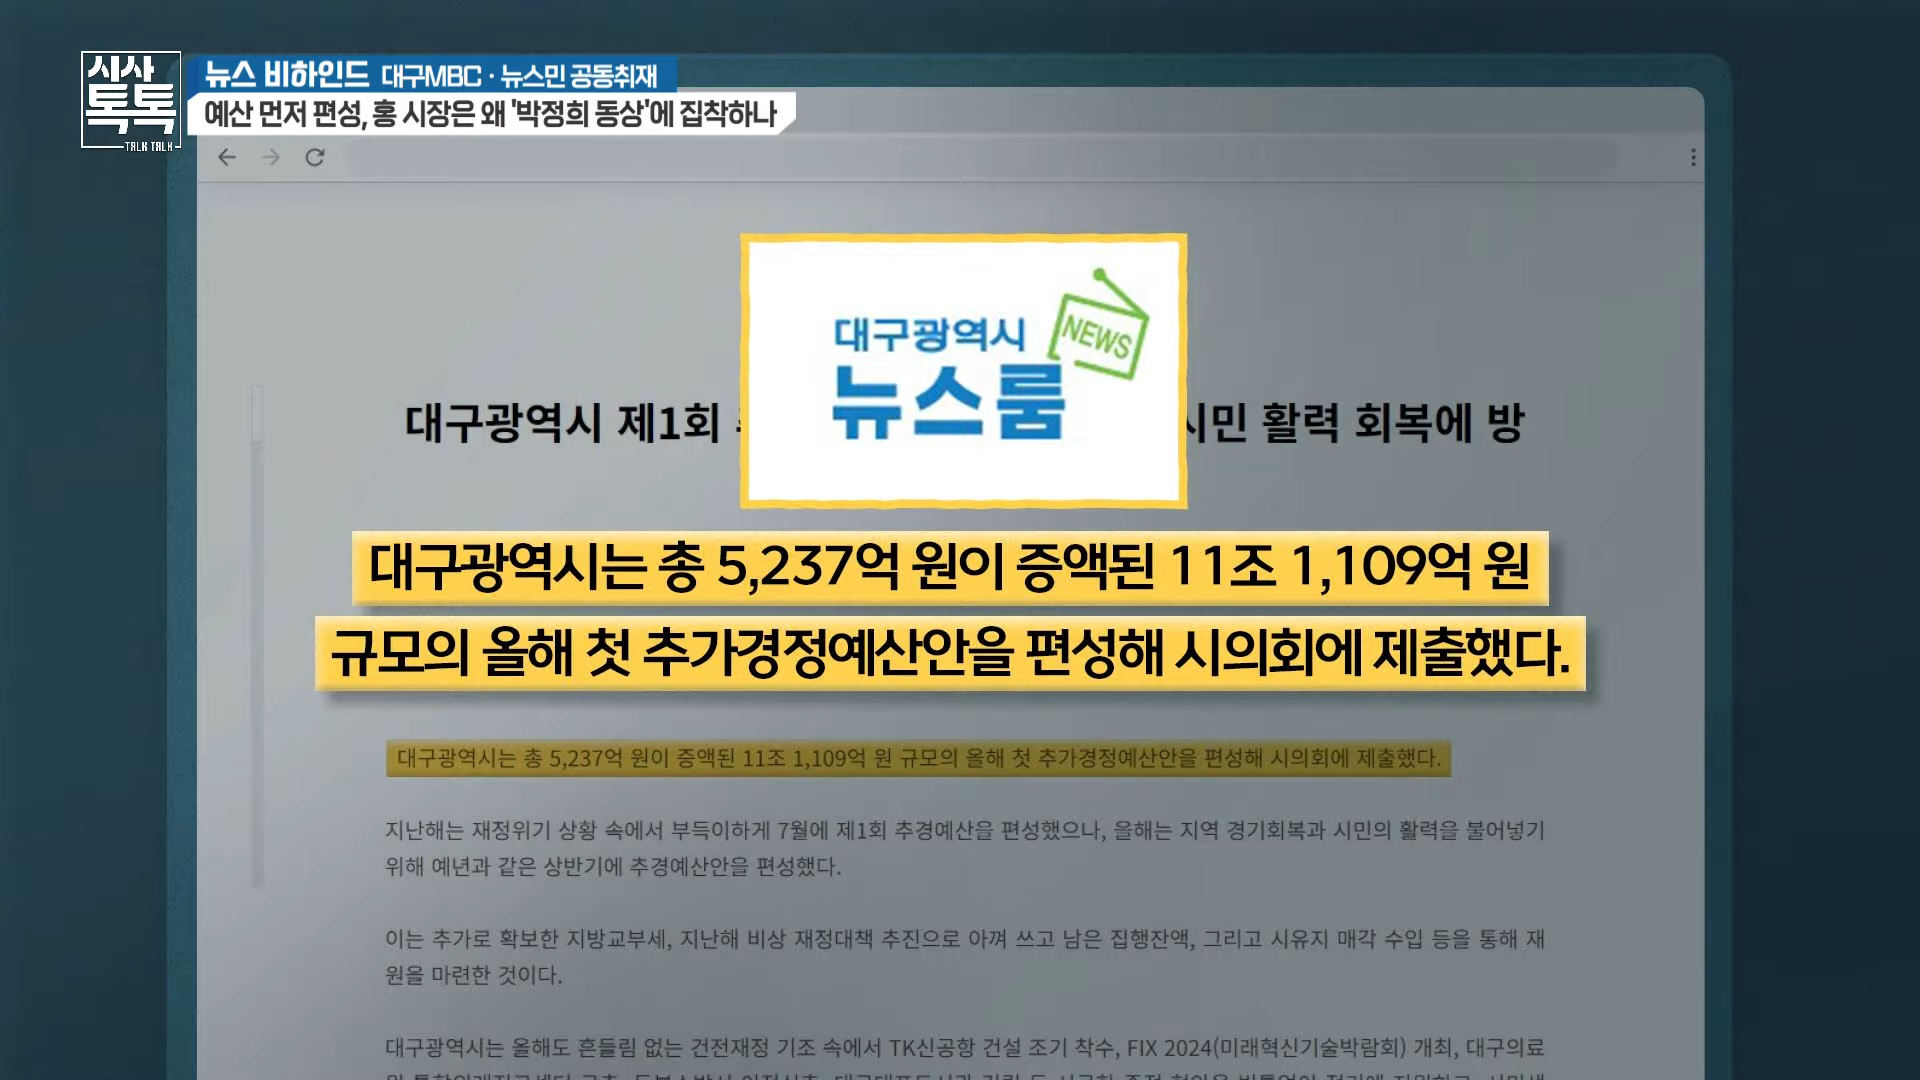 시사
톡톡
TALK TALK
뉴스 비하인드 대구MBC · 뉴스민 공동취재
예산 먼저 편성, 홍 시장은 왜 '박정희 동상'에 집착하나
대구광역시
뉴스룸
NEWS
대구광역시 제1회 시민 활력 회복에 방
대구광역시는 총 5,237억 원이 증액된 11조 1,109억 원
규모의 올해 첫 추가경정예산안을 편성해 시의회에 제출했다.
대구광역시는 총 5,237억 원이 증액된 11조 1,109억 원 규모의 올해 첫 추가경정예산안을 편성해 시의회에 제출했다.
지난해는 재정위기 상황 속에서 부득이하게 7월에 제1회 추경예산을 편성했으나, 올해는 지역 경기회복과 시민의 활력을 불어넣기
위해 예년과 같은 상반기에 추경예산안을 편성했다.
이는 추가로 확보한 지방교부세, 지난해 비상 재정대책 추진으로 아껴 쓰고 남은 집행잔액, 그리고 시유지 매각 수입 등을 통해 재
원을 마련한 것이다.
대구광역시는 올해도 흔들림 없는 건전재정 기조 속에서 TK신공항 건설 조기 착수, FIX 2024(미래혁신기술박람회) 개최, 대구의료